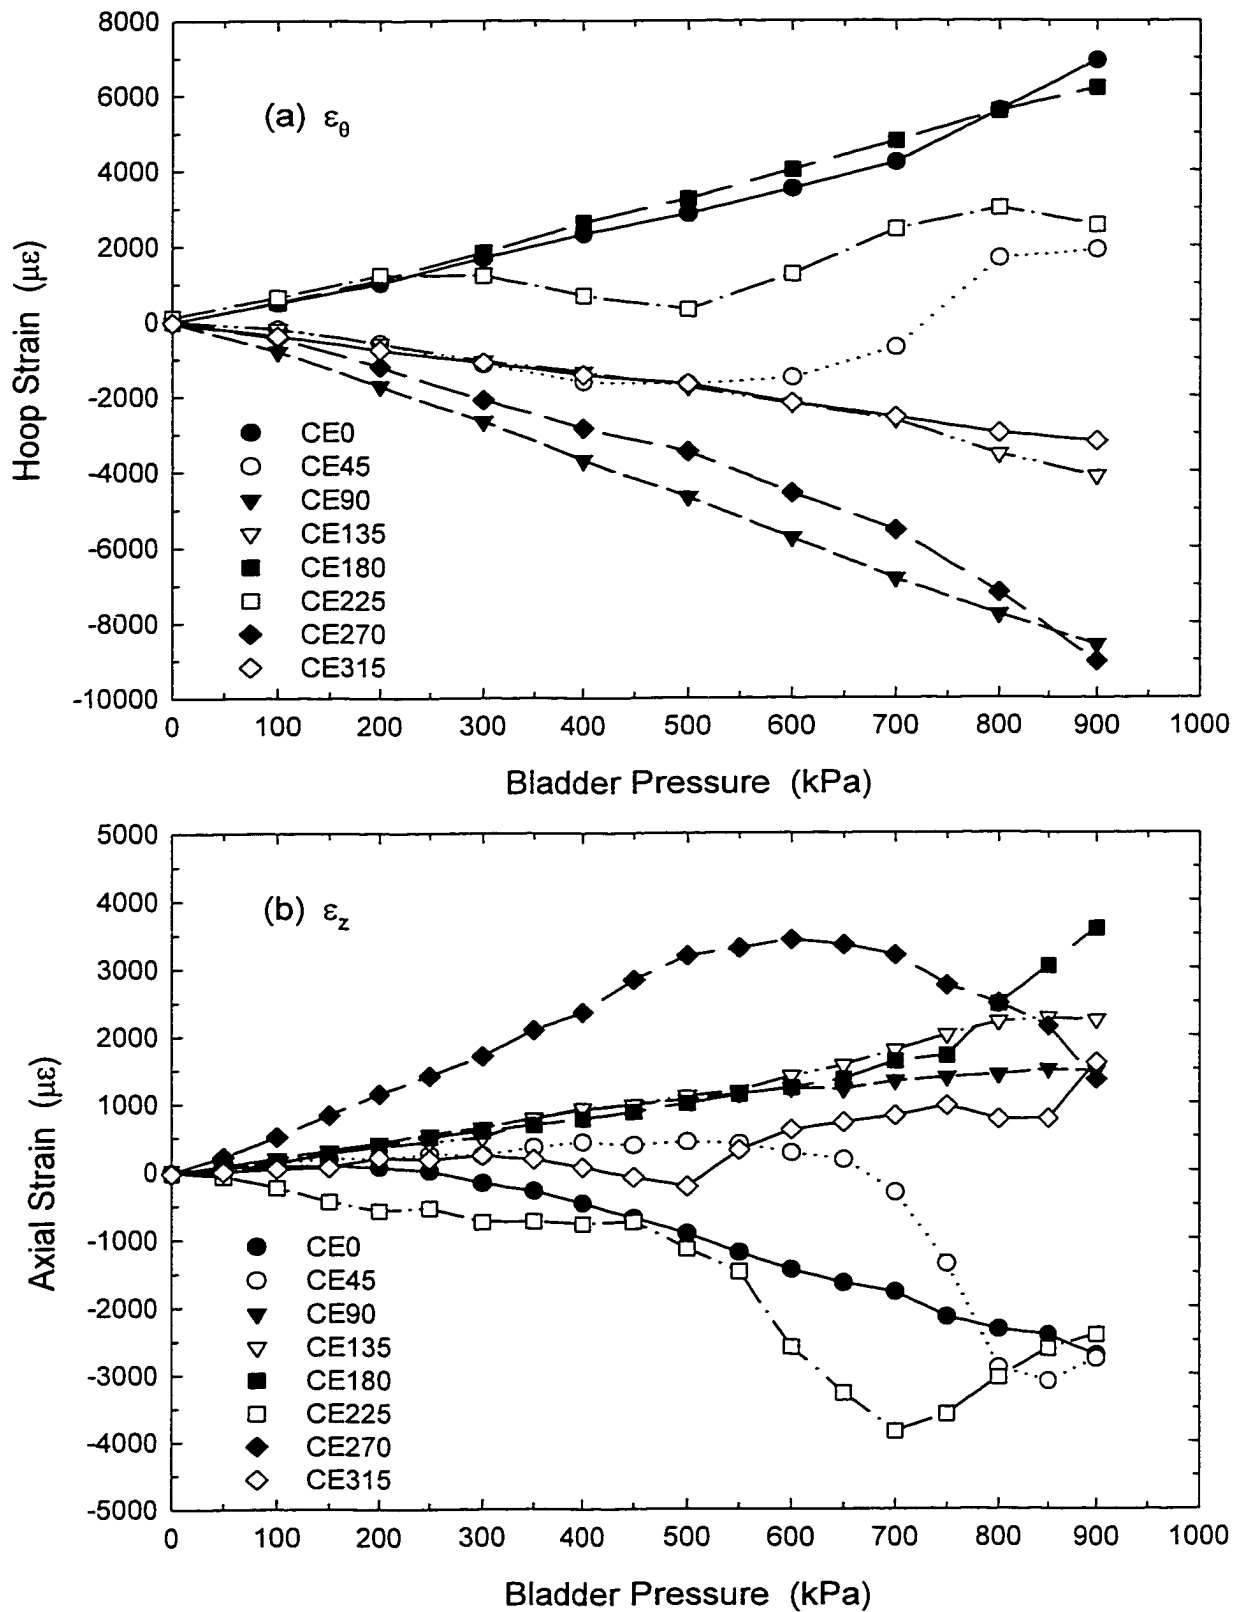 8000
6000
4000
2000
0
-2000
-4000
-6000
-8000
-10000
Hoop Strain (με)
(a) εθ
CE0
CE45
CE90
CE135
CE180
CE225
CE270
CE315
0 100 200 300 400 500 600 700 800 900 1000
Bladder Pressure (kPa)
5000
4000
3000
2000
1000
0
-1000
-2000
-3000
-4000
-5000
Axial Strain (με)
(b) εz
CE0
CE45
CE90
CE135
CE180
CE225
CE270
CE315
0 100 200 300 400 500 600 700 800 900 1000
Bladder Pressure (kPa)